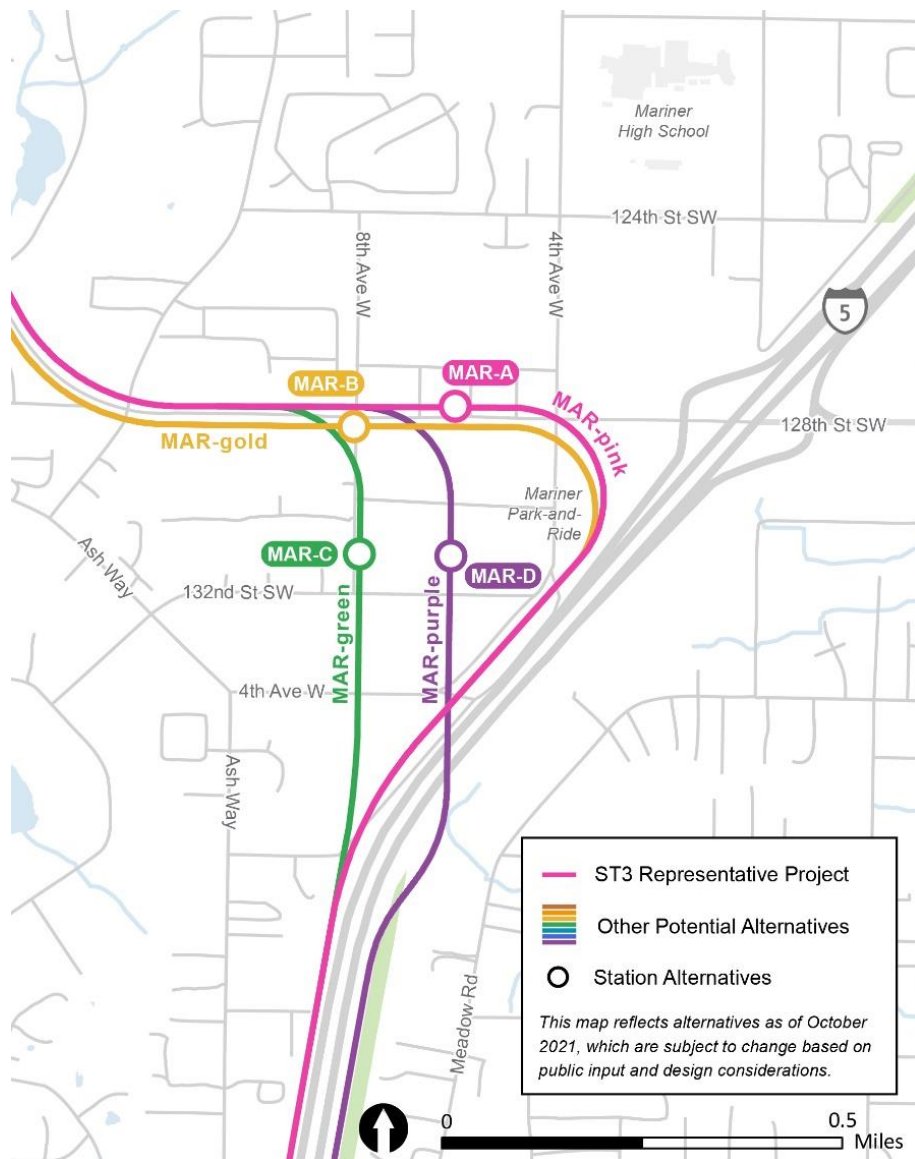 Mariner
High School
124th St SW
8th Ave W
4th Ave W
5
MAR-B
MAR-A
MAR-pink
128th St SW
MAR-gold
Mariner
Park-and-
Ride
Ash Way
MAR-C
MAR-D
132nd St SW
MAR-green
MAR-purple
4th Ave W
Ash Way
Meadow Rd
ST3 Representative Project
Other Potential Alternatives
Station Alternatives
This map reflects alternatives as of October
2021, which are subject to change based on
public input and design considerations.
0
0.5
Miles